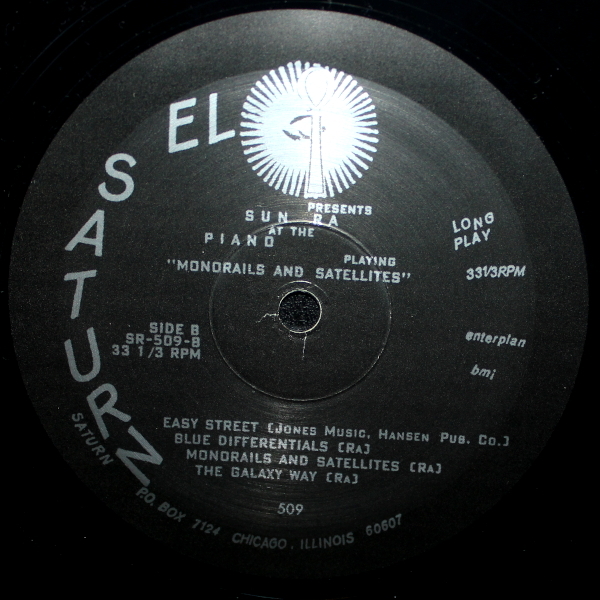 EL
SATURN
PRESENTS
SUN RA
AT THE
PIANO
PLAYING
"MONORAILS AND SATELLITES"
LONG
PLAY
33 1/3 RPM
SIDE B
SR-509-B
33 1/3 RPM
enterplan
bmi
EASY STREET (Jones Music, Hansen Pub. Co.)
BLUE DIFFERENTIALS (Ra)
MONORAILS AND SATELLITES (Ra)
THE GALAXY WAY (Ra)
509
SATURN P.O. BOX 7124 CHICAGO, ILLINOIS 60607